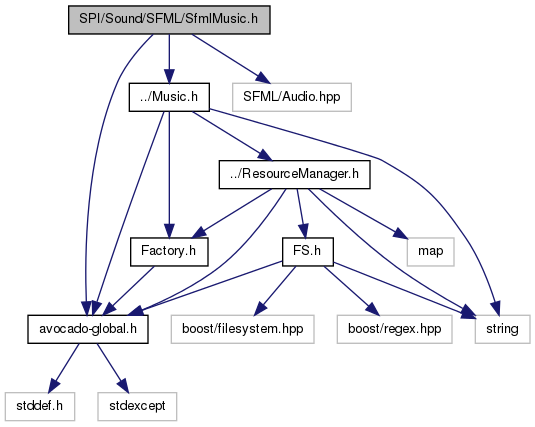 SPI/Sound/SFML/SfmlMusic.h
../Music.h
SFML/Audio.hpp
../ResourceManager.h
Factory.h
FS.h
map
avocado-global.h
boost/filesystem.hpp
boost/regex.hpp
string
stddef.h
stdexcept